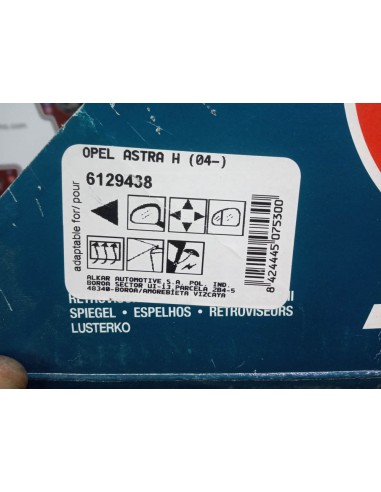 OPEL ASTRA H (04-)
6129438
adaptable for/pour
8 424445 075300
ALKAR AUTOMOTIVE S.A. POL. IND.
BOROA SECTOR UI-13,PARCELA 2B4-5
48340-BOROA/AMOREBIETA VIZCAYA
SPIEGEL • ESPELHOS • RETROVISEURS
LUSTERKO